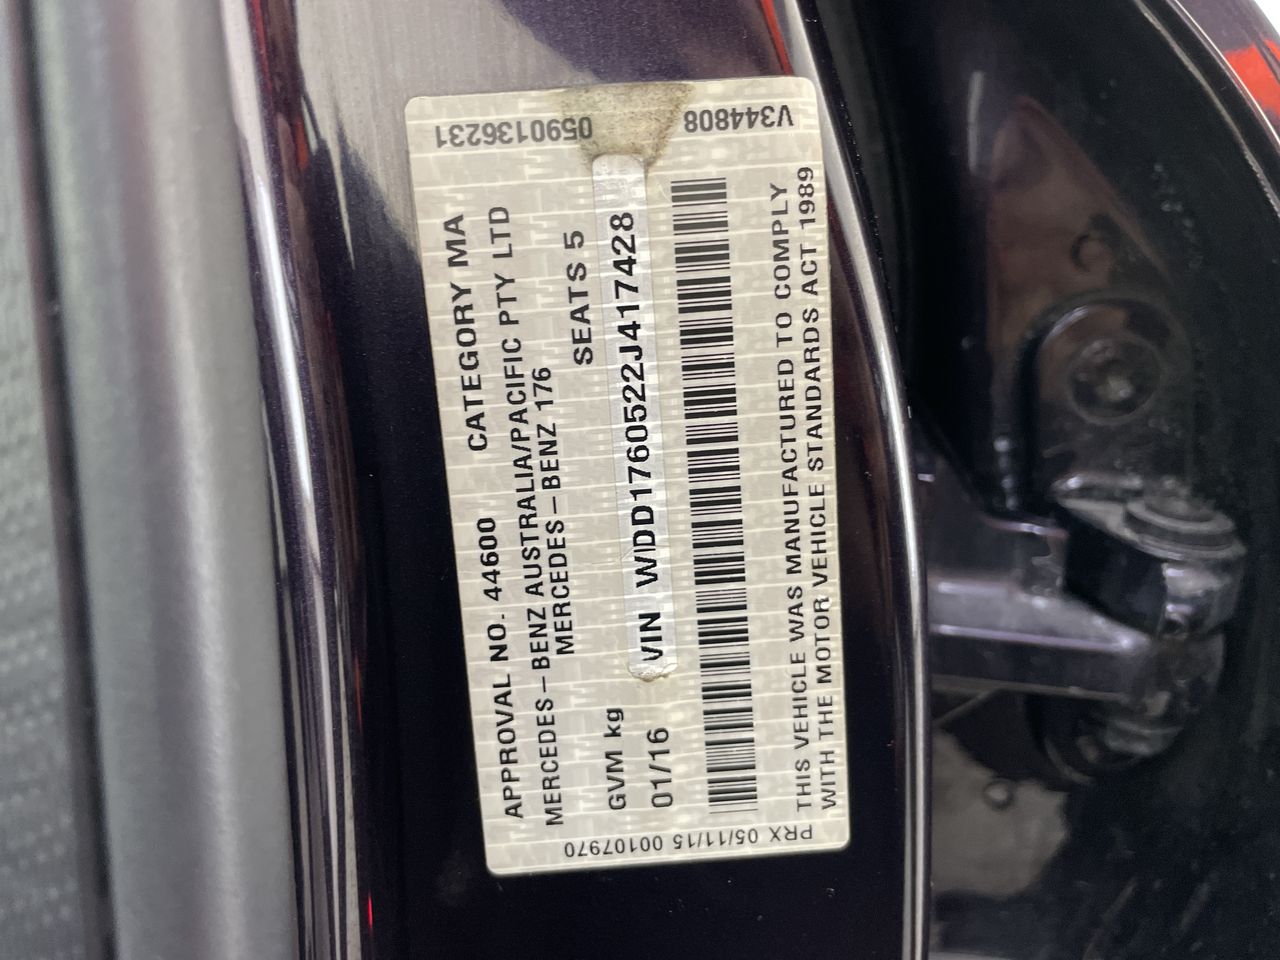 APPROVAL NO. 44600 CATEGORY MA
MERCEDES-BENZ AUSTRALIA/PACIFIC PTY LTD
MERCEDES-BENZ 176
GVM kg SEATS 5
01/16 VIN WDD1760522J417428
THIS VEHICLE WAS MANUFACTURED TO COMPLY
WITH THE MOTOR VEHICLE STANDARDS ACT 1989
0590136231 V344808
PRX 05/11/15 00107970